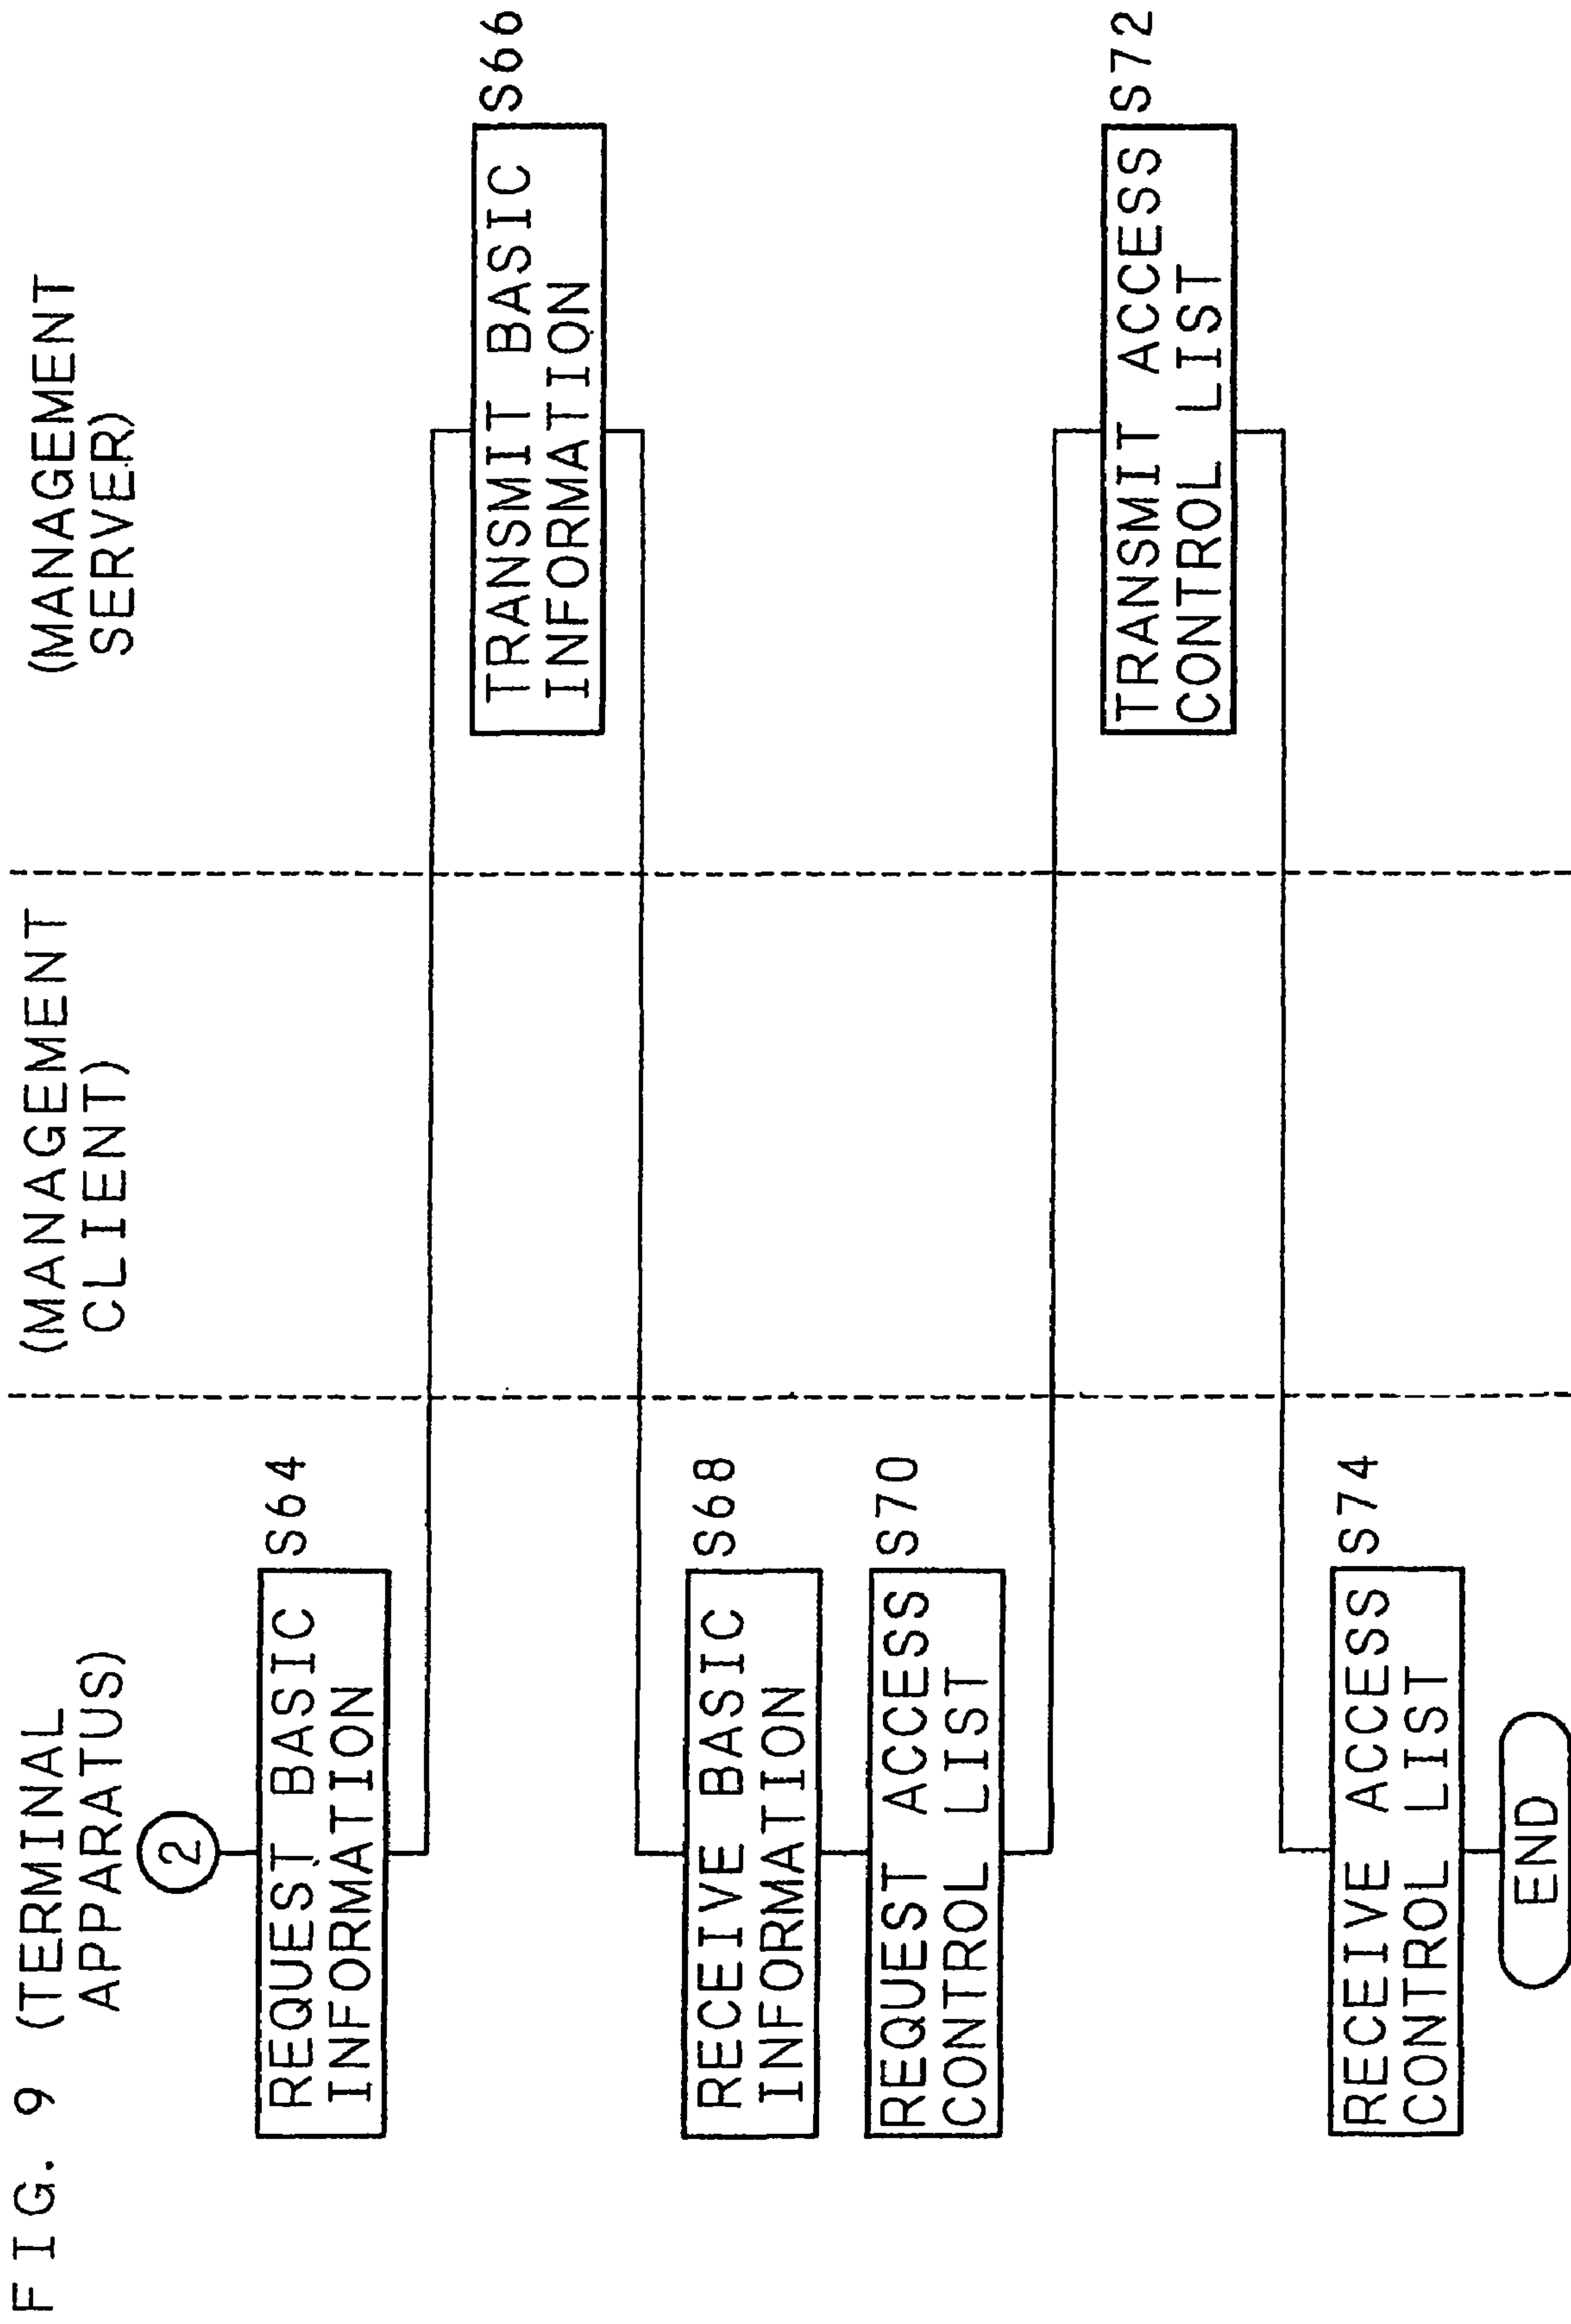 FIG. 9
(TERMINAL
APPARATUS)
(MANAGEMENT
CLIENT)
(MANAGEMENT
SERVER)
2
REQUEST BASIC
INFORMATION
S64
TRANSMIT BASIC
INFORMATION
S66
RECEIVE BASIC
INFORMATION
S68
REQUEST ACCESS
CONTROL LIST
S70
TRANSMIT ACCESS
CONTROL LIST
S72
RECEIVE ACCESS
CONTROL LIST
S74
END